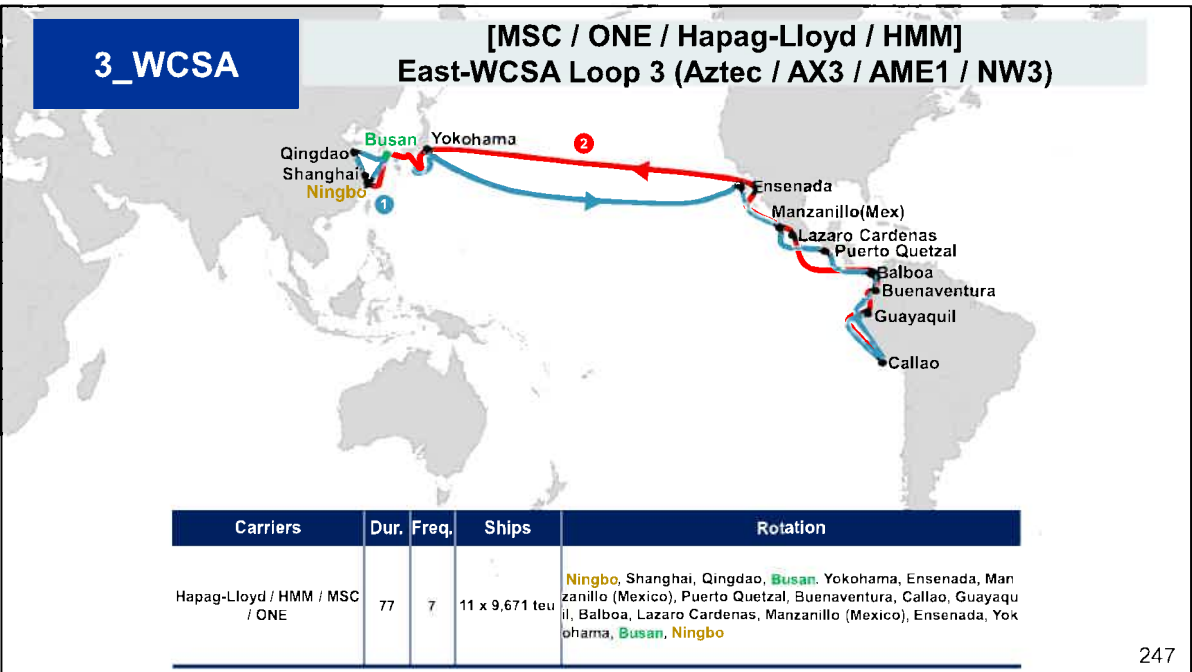 3_WCSA
[MSC / ONE / Hapag-Lloyd / HMM]
East-WCSA Loop 3 (Aztec / AX3 / AME1 / NW3)
Busan
Yokohama
2
Qingdao
Shanghai
Ningbo
1
Ensenada
Manzanillo(Mex)
Lazaro Cardenas
Puerto Quetzal
Balboa
Buenaventura
Guayaquil
Callao
Carriers Dur. Freq. Ships Rotation
Hapag-Lloyd / HMM / MSC
/ ONE
77
7
11 x 9,671 teu
Ningbo, Shanghai, Qingdao, Busan. Yokohama, Ensenada, Man
zanillo (Mexico), Puerto Quetzal, Buenaventura, Callao, Guayaqu
il, Balboa, Lazaro Cardenas, Manzanillo (Mexico), Ensenada, Yok
ohama, Busan, Ningbo
247